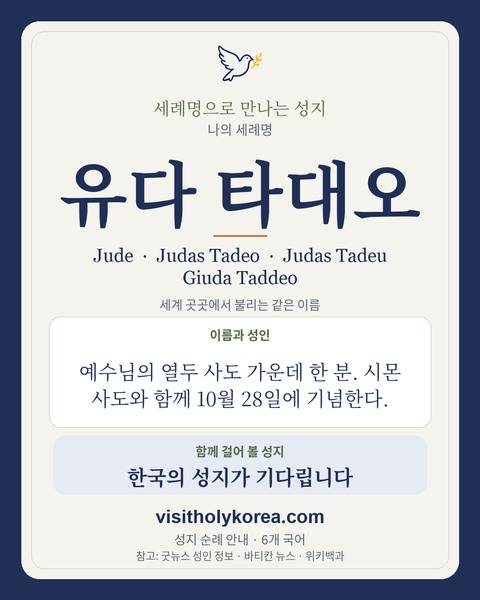 세례명으로 만나는 성지
나의 세례명
유다 타대오
Jude · Judas Tadeo · Judas Tadeu
Giuda Taddeo
세계 곳곳에서 불리는 같은 이름
이름과 성인
예수님의 열두 사도 가운데 한 분. 시몬
사도와 함께 10월 28일에 기념한다.
함께 걸어 볼 성지
한국의 성지가 기다립니다
visitholykorea.com
성지 순례 안내 · 6개 국어
참고: 굿뉴스 성인 정보 · 바티칸 뉴스 · 위키백과